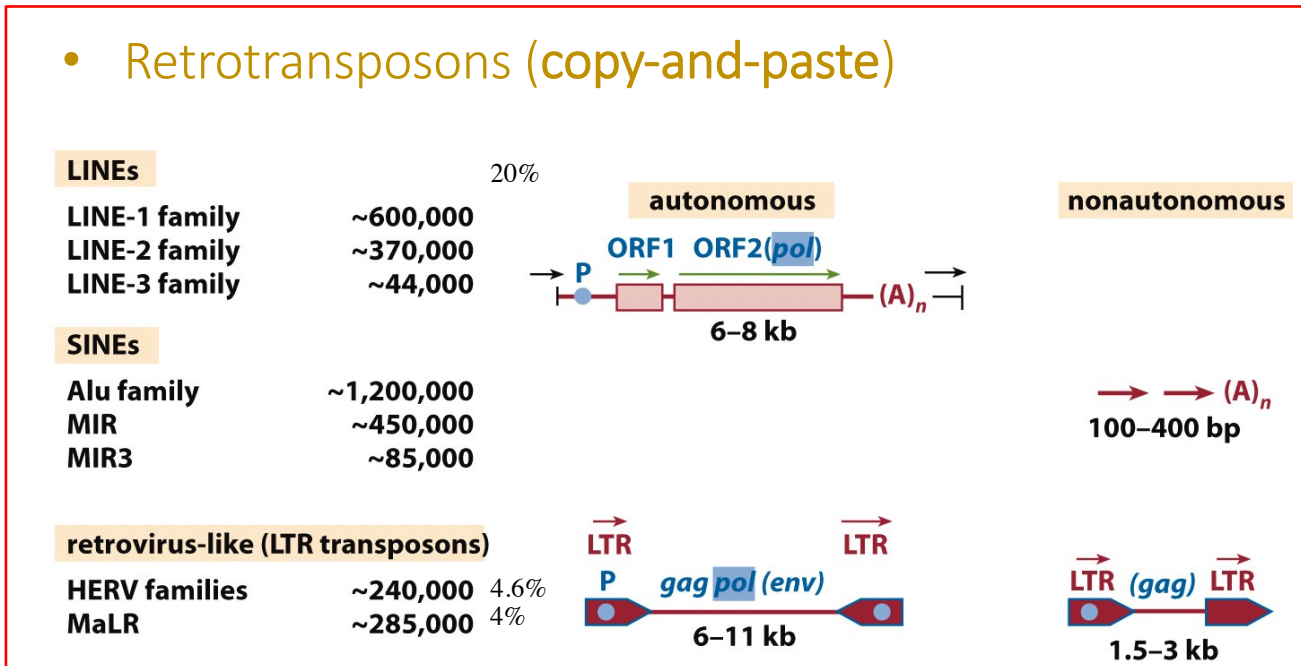 • Retrotransposons (copy-and-paste)
LINEs 20%
LINE-1 family ~600,000
LINE-2 family ~370,000
LINE-3 family ~44,000
autonomous
nonautonomous
ORF1 ORF2(pol)
P
(A)n
6–8 kb
SINEs
Alu family ~1,200,000
MIR ~450,000
MIR3 ~85,000
(A)n
100–400 bp
retrovirus-like (LTR transposons)
HERV families ~240,000 4.6%
MaLR ~285,000 4%
LTR LTR
P gag pol (env)
6–11 kb
LTR (gag) LTR
1.5–3 kb